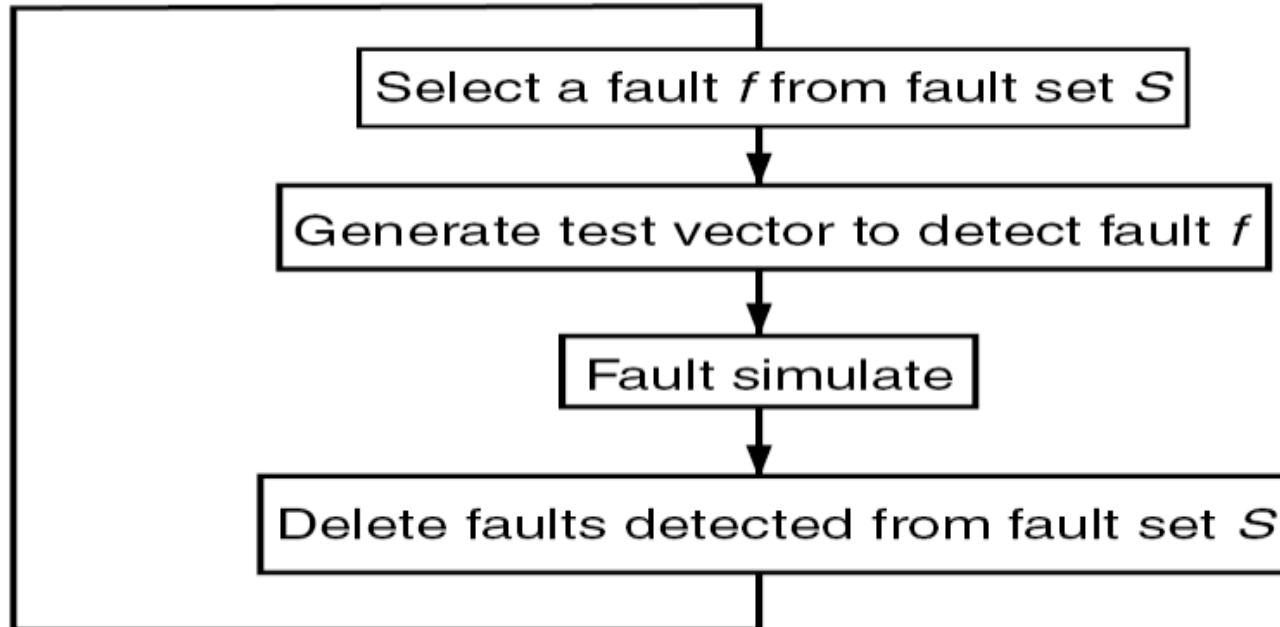 Select a fault f from fault set S
Generate test vector to detect fault f
Fault simulate
Delete faults detected from fault set S